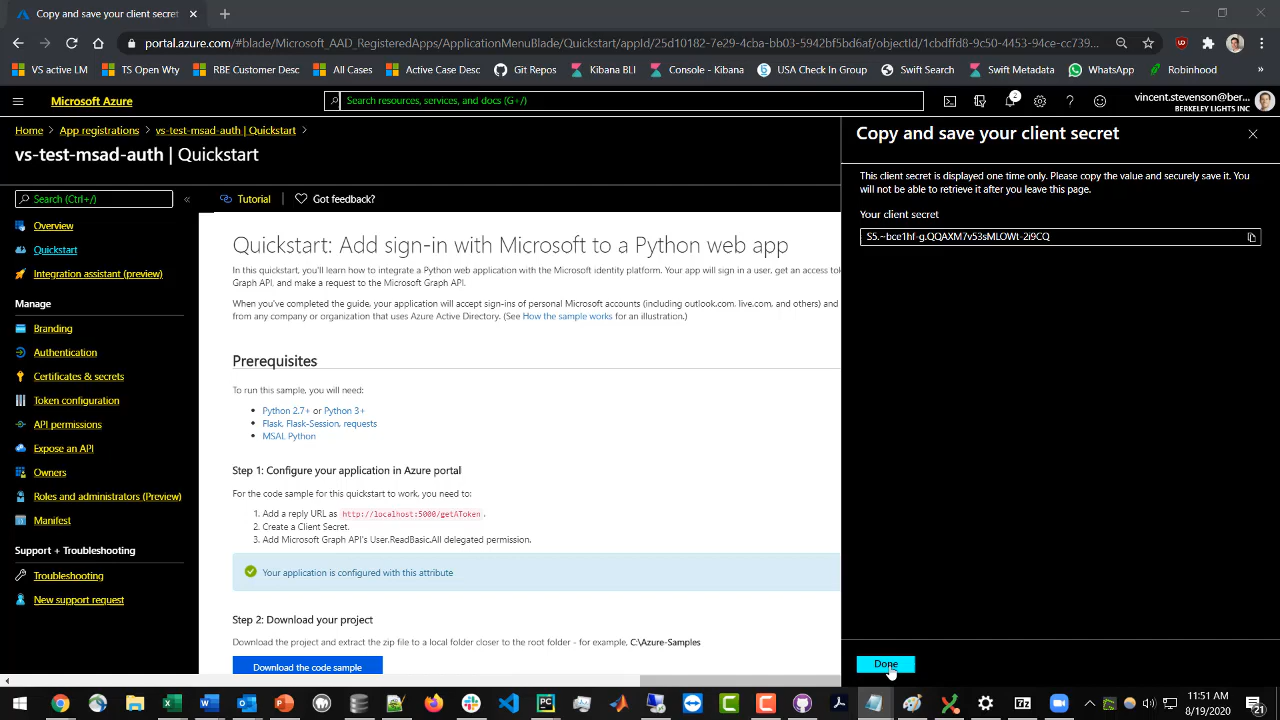 Copy and save your client secret
portal.azure.com/#blade/Microsoft_AAD_RegisteredApps/ApplicationMenuBlade/Quickstart/appId/25d10182-7e29-4cba-bb03-5942bf5bd6af/objectId/1cbdffd8-9c50-4453-94ce-cc739...
VS active LM
TS Open Wty
RBE Customer Desc
All Cases
Active Case Desc
Git Repos
Kibana BLI
Console - Kibana
USA Check In Group
Swift Search
Swift Metadata
WhatsApp
Robinhood
»
Microsoft Azure
Search resources, services, and docs (G+/)
2
vincent.stevenson@ber...
BERKELEY LIGHTS INC
Home > App registrations > vs-test-msad-auth | Quickstart >
vs-test-msad-auth | Quickstart
Search (Ctrl+/)
«
Overview
Quickstart
Integration assistant (preview)
Manage
Branding
Authentication
Certificates & secrets
Token configuration
API permissions
Expose an API
Owners
Roles and administrators (Preview)
Manifest
Support + Troubleshooting
Troubleshooting
New support request
Tutorial
Got feedback?
Quickstart: Add sign-in with Microsoft to a Python web app
In this quickstart, you'll learn how to integrate a Python web application with the Microsoft identity platform. Your app will sign in a user, get an access tok
Graph API, and make a request to the Microsoft Graph API.
When you've completed the guide, your application will accept sign-ins of personal Microsoft accounts (including outlook.com, live.com, and others) and
from any company or organization that uses Azure Active Directory. (See How the sample works for an illustration.)
Prerequisites
To run this sample, you will need:
• Python 2.7+ or Python 3+
• Flask, Flask-Session, requests
• MSAL Python
Step 1: Configure your application in Azure portal
For the code sample for this quickstart to work, you need to:
1. Add a reply URL as http://localhost:5000/getAToken .
2. Create a Client Secret.
3. Add Microsoft Graph API's User.ReadBasic.All delegated permission.
Your application is configured with this attribute
Step 2: Download your project
Download the project and extract the zip file to a local folder closer to the root folder - for example, C:\Azure-Samples
Download the code sample
Copy and save your client secret
This client secret is displayed one time only. Please copy the value and securely save it. You
will not be able to retrieve it after you leave this page.
Your client secret
S5.~bce1hf-g.QQAXM7v53sMLOWt-2i9CQ
Done
11:51 AM
8/19/2020
21